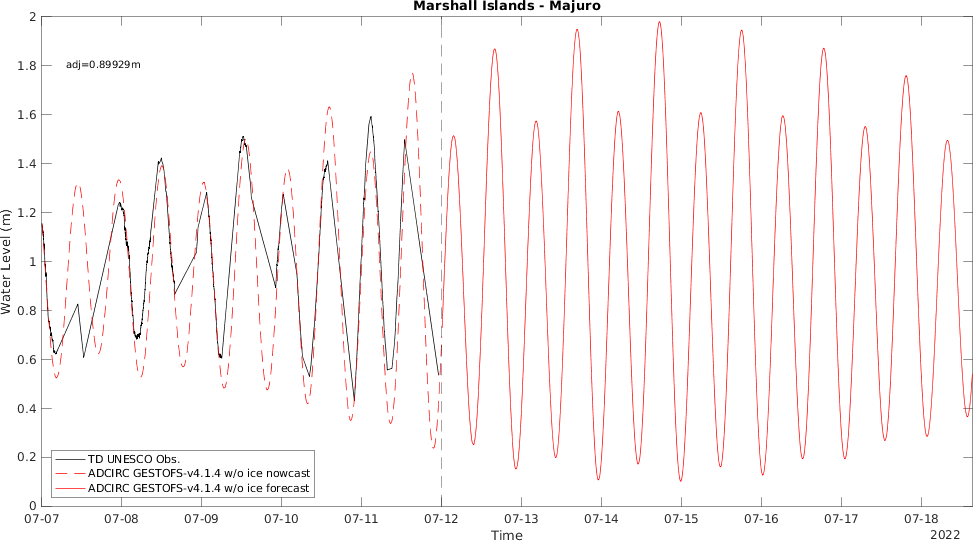 Marshall Islands - Majuro
adj=0.89929m
Water Level (m)
2
1.8
1.6
1.4
1.2
1
0.8
0.6
0.4
0.2
0
TD UNESCO Obs.
ADCIRC GESTOFS-v4.1.4 w/o ice nowcast
ADCIRC GESTOFS-v4.1.4 w/o ice forecast
07-07 07-08 07-09 07-10 07-11 07-12 07-13 07-14 07-15 07-16 07-17 07-18
2022
Time